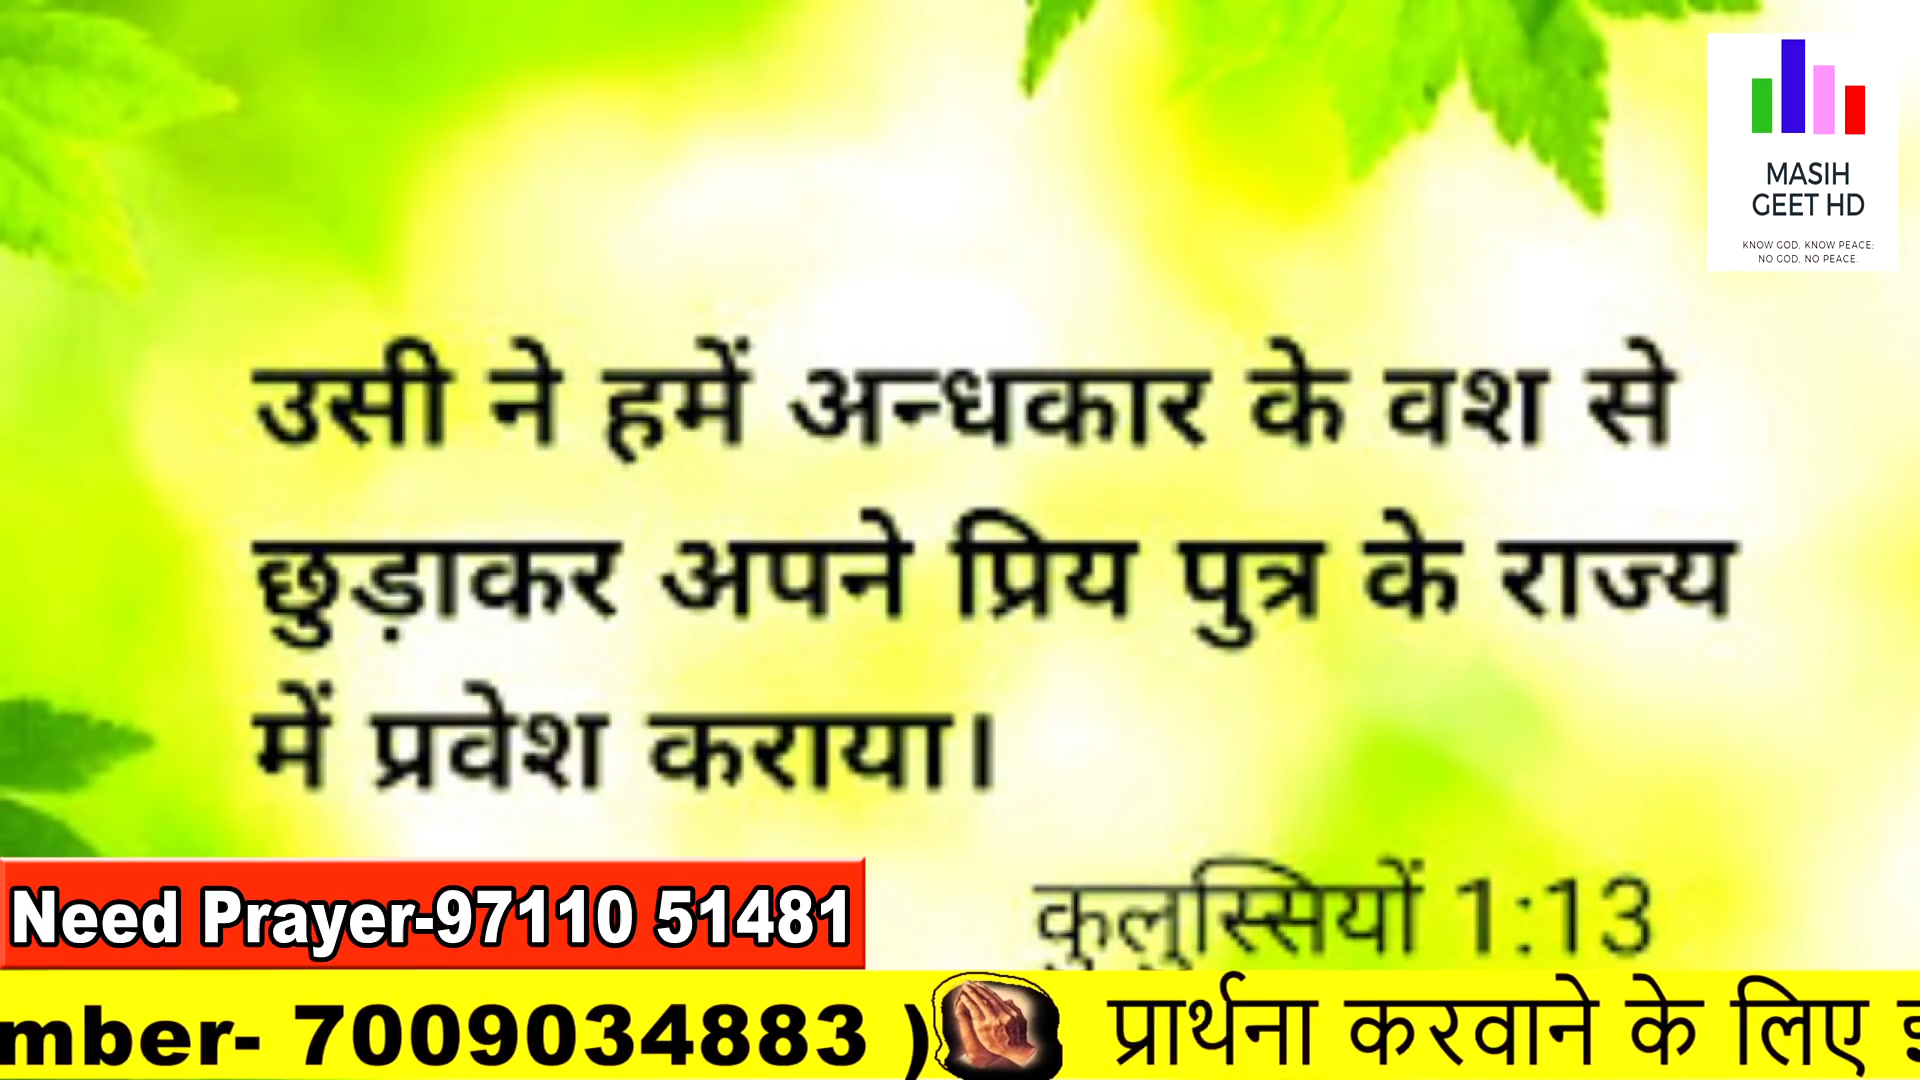 MASIH
GEET HD
KNOW GOD, KNOW PEACE;
NO GOD, NO PEACE.
उसी ने हमें अन्धकार के वश से
छुड़ाकर अपने प्रिय पुत्र के राज्य
में प्रवेश कराया।
कुलुस्सियों 1:13
Need Prayer-97110 51481
mber- 7009034883 ) प्रार्थना करवाने के लिए